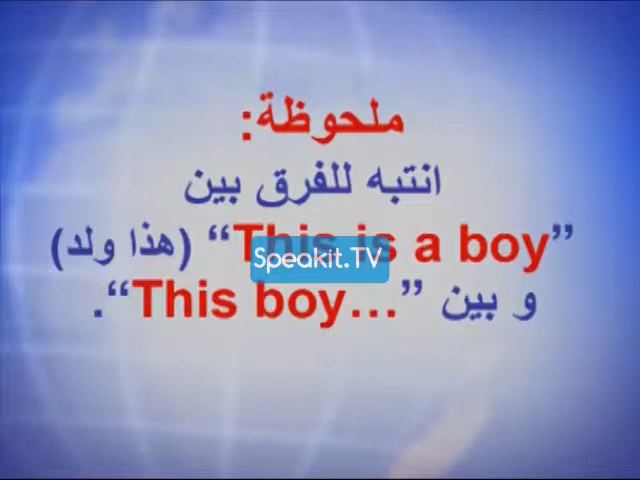 ملحوظة:
انتبه للفرق بين
”This is a boy“ (هذا ولد)
و بين ”This boy...“.
Speakit.TV